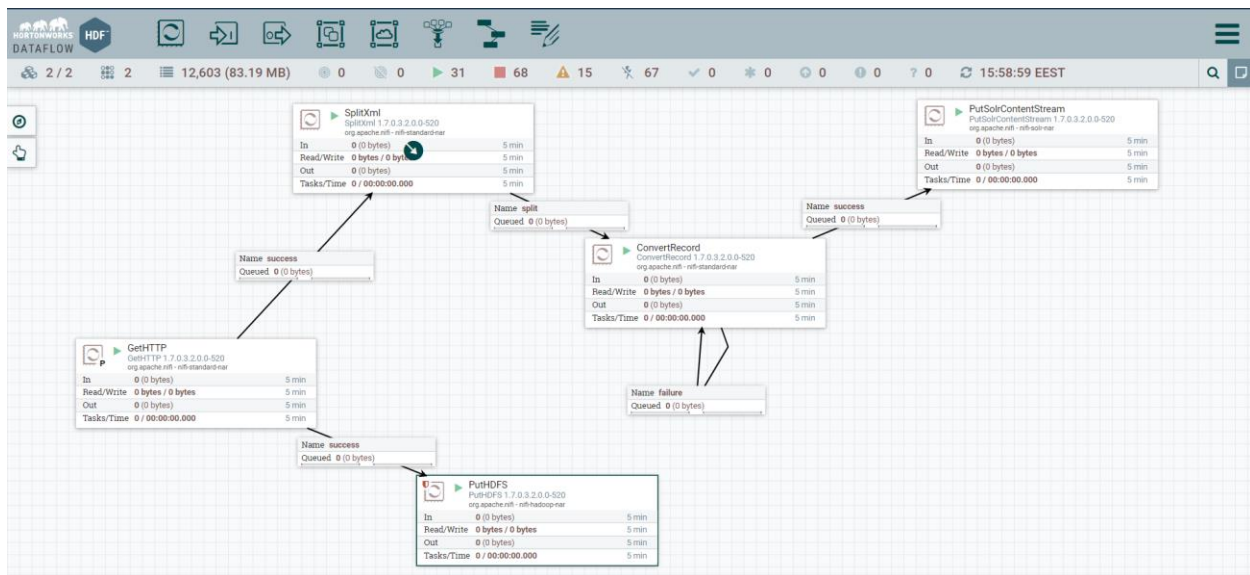 HORTONWORKS
DATAFLOW
HDF
2 / 2 2 12,603 (83.19 MB) 0 0 31 68 15 67 0 0 0 0 ? 0 15:58:59 EEST
SplitXml
SplitXml 1.7.0.3.2.0.0-520
org.apache.nifi - nifi-standard-nar
In 0 (0 bytes) 5 min
Read/Write 0 bytes / 0 bytes 5 min
Out 0 (0 bytes) 5 min
Tasks/Time 0 / 00:00:00.000 5 min
PutSolrContentStream
PutSolrContentStream 1.7.0.3.2.0.0-520
org.apache.nifi - nifi-solr-nar
In 0 (0 bytes) 5 min
Read/Write 0 bytes / 0 bytes 5 min
Out 0 (0 bytes) 5 min
Tasks/Time 0 / 00:00:00.000 5 min
Name split
Queued 0 (0 bytes)
Name success
Queued 0 (0 bytes)
ConvertRecord
ConvertRecord 1.7.0.3.2.0.0-520
org.apache.nifi - nifi-standard-nar
In 0 (0 bytes) 5 min
Read/Write 0 bytes / 0 bytes 5 min
Out 0 (0 bytes) 5 min
Tasks/Time 0 / 00:00:00.000 5 min
Name success
Queued 0 (0 bytes)
GetHTTP
P
GetHTTP 1.7.0.3.2.0.0-520
org.apache.nifi - nifi-standard-nar
In 0 (0 bytes) 5 min
Read/Write 0 bytes / 0 bytes 5 min
Out 0 (0 bytes) 5 min
Tasks/Time 0 / 00:00:00.000 5 min
Name failure
Queued 0 (0 bytes)
Name success
Queued 0 (0 bytes)
PutHDFS
PutHDFS 1.7.0.3.2.0.0-520
org.apache.nifi - nifi-hadoop-nar
In 0 (0 bytes) 5 min
Read/Write 0 bytes / 0 bytes 5 min
Out 0 (0 bytes) 5 min
Tasks/Time 0 / 00:00:00.000 5 min